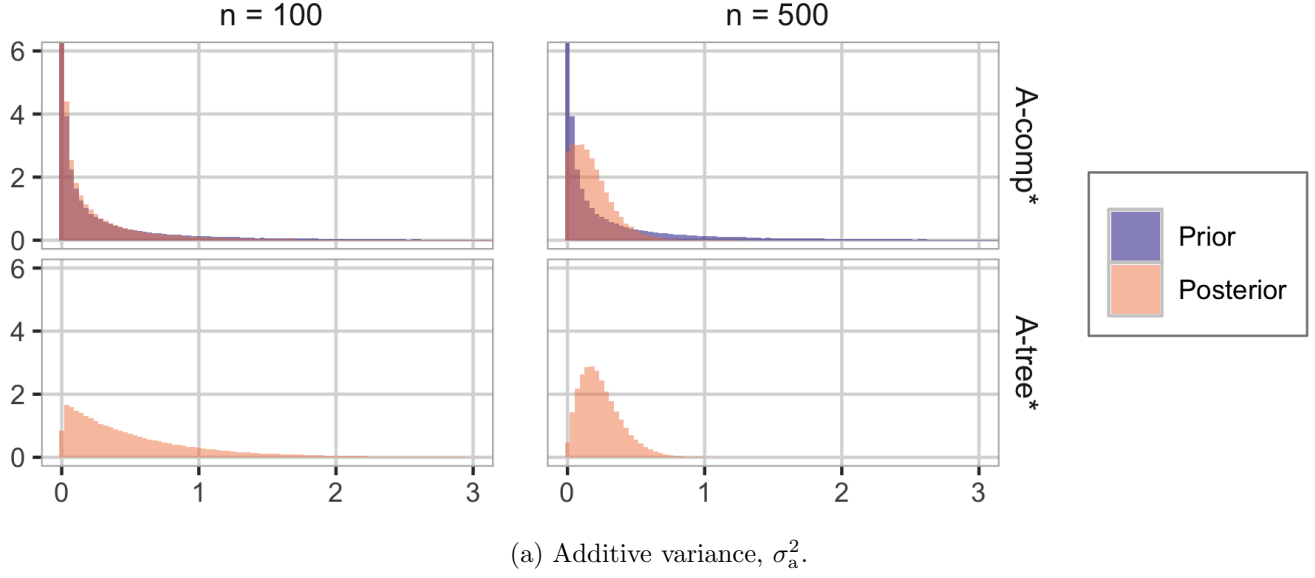 n = 100 n = 500
6
4
2
0
A-comp*
6
4
2
0
A-tree*
0 1 2 3 0 1 2 3
Prior
Posterior
(a) Additive variance, σ²ₐ.